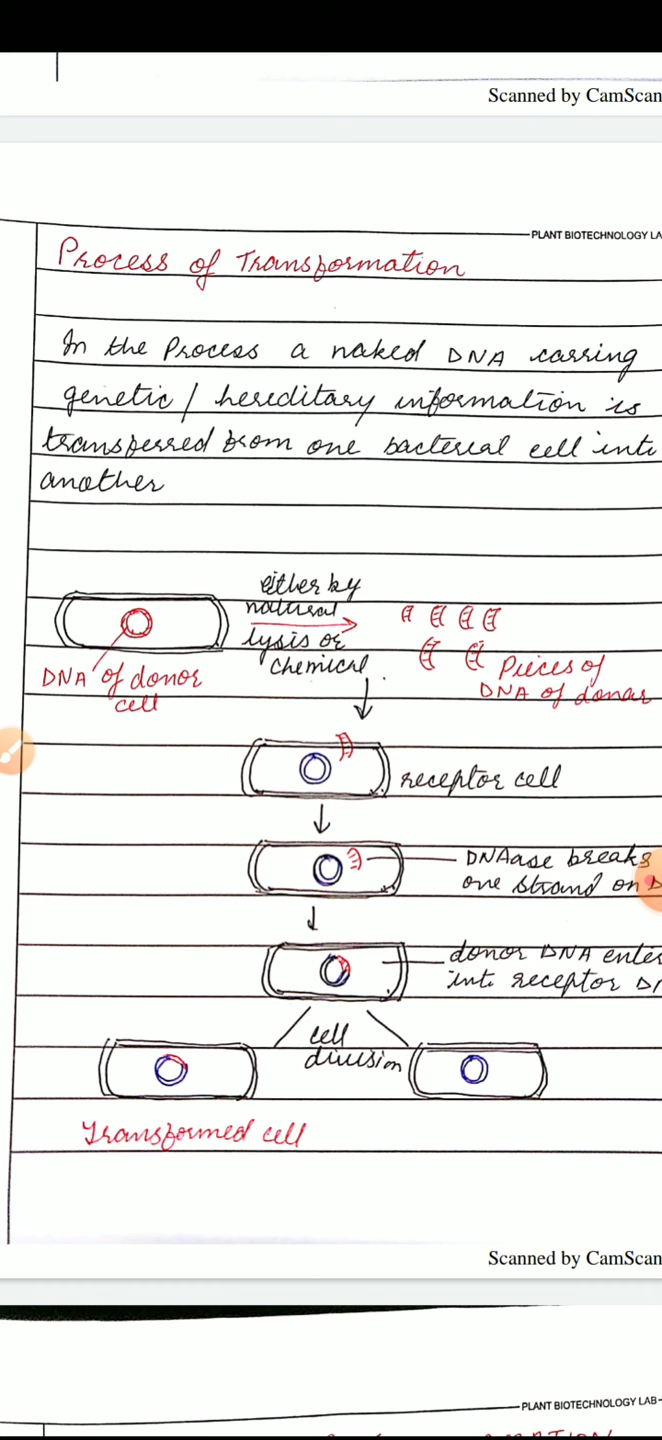 Scanned by CamScan
PLANT BIOTECHNOLOGY LA
Process of Transformation
In the Process a naked DNA carring
genetic / hereditary information is
transferred from one bacterial cell into
another
either by
natural
lysis or
chemical
DNA of donor
cell
Pieces of
DNA of donar
receptor cell
DNAase breaks
one strand on D
donor DNA ente
into receptor D
cell
division
Transformed cell
Scanned by CamScan
PLANT BIOTECHNOLOGY LAB-